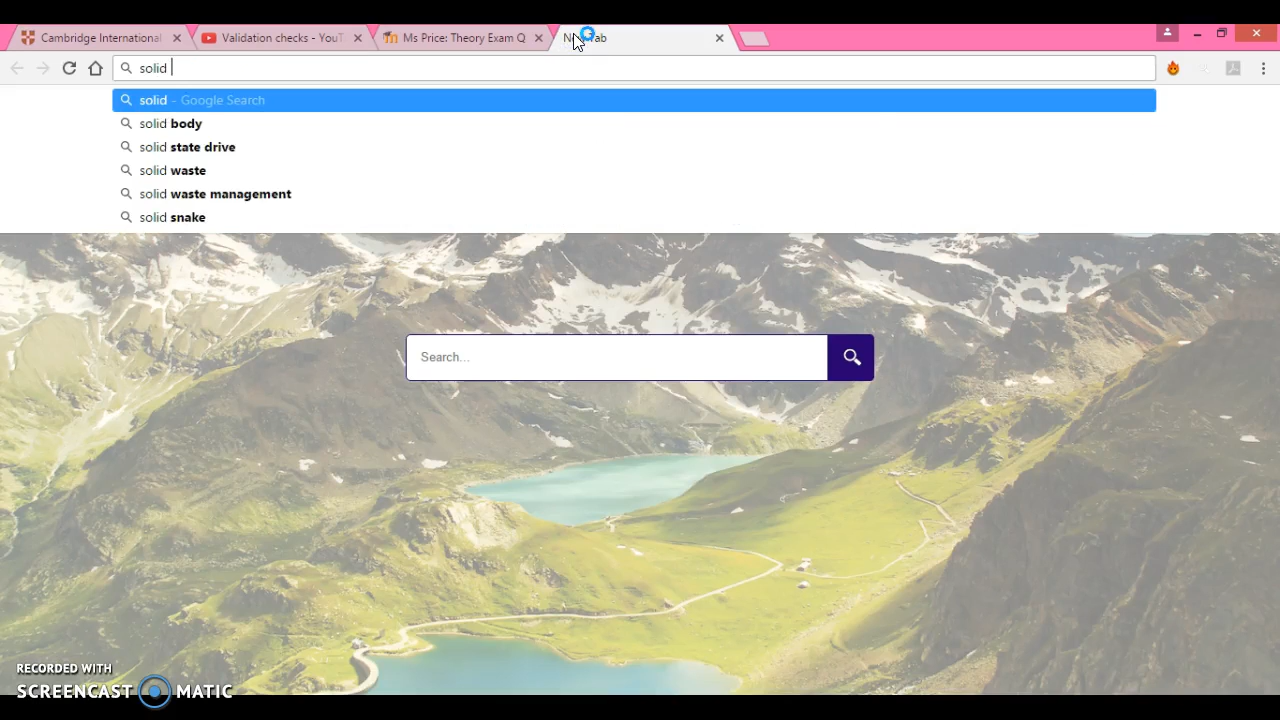 Cambridge International
Validation checks - YouT
Ms Price: Theory Exam Q
solid
solid - Google Search
solid body
solid state drive
solid waste
solid waste management
solid snake
Search...
RECORDED WITH
SCREENCAST MATIC